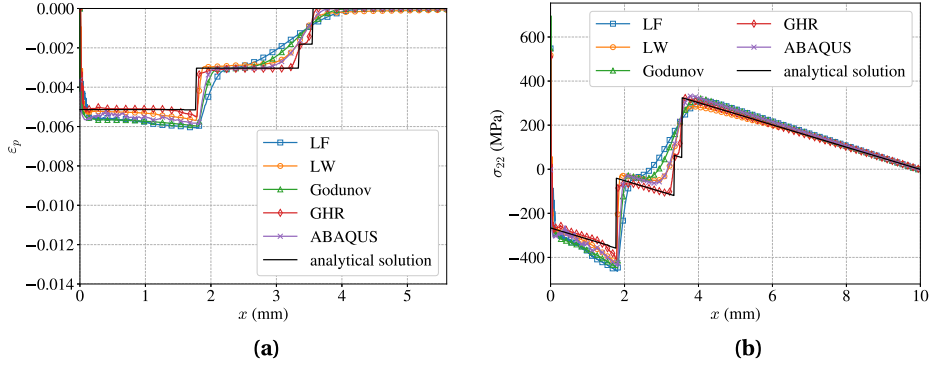 0.000
−0.002
−0.004
−0.006
−0.008
−0.010
−0.012
−0.014
εp
0 1 2 3 4 5
x (mm)
LF
LW
Godunov
GHR
ABAQUS
analytical solution
(a)
600
400
200
0
−200
−400
σ22 (MPa)
0 2 4 6 8 10
x (mm)
LF
LW
Godunov
GHR
ABAQUS
analytical solution
(b)